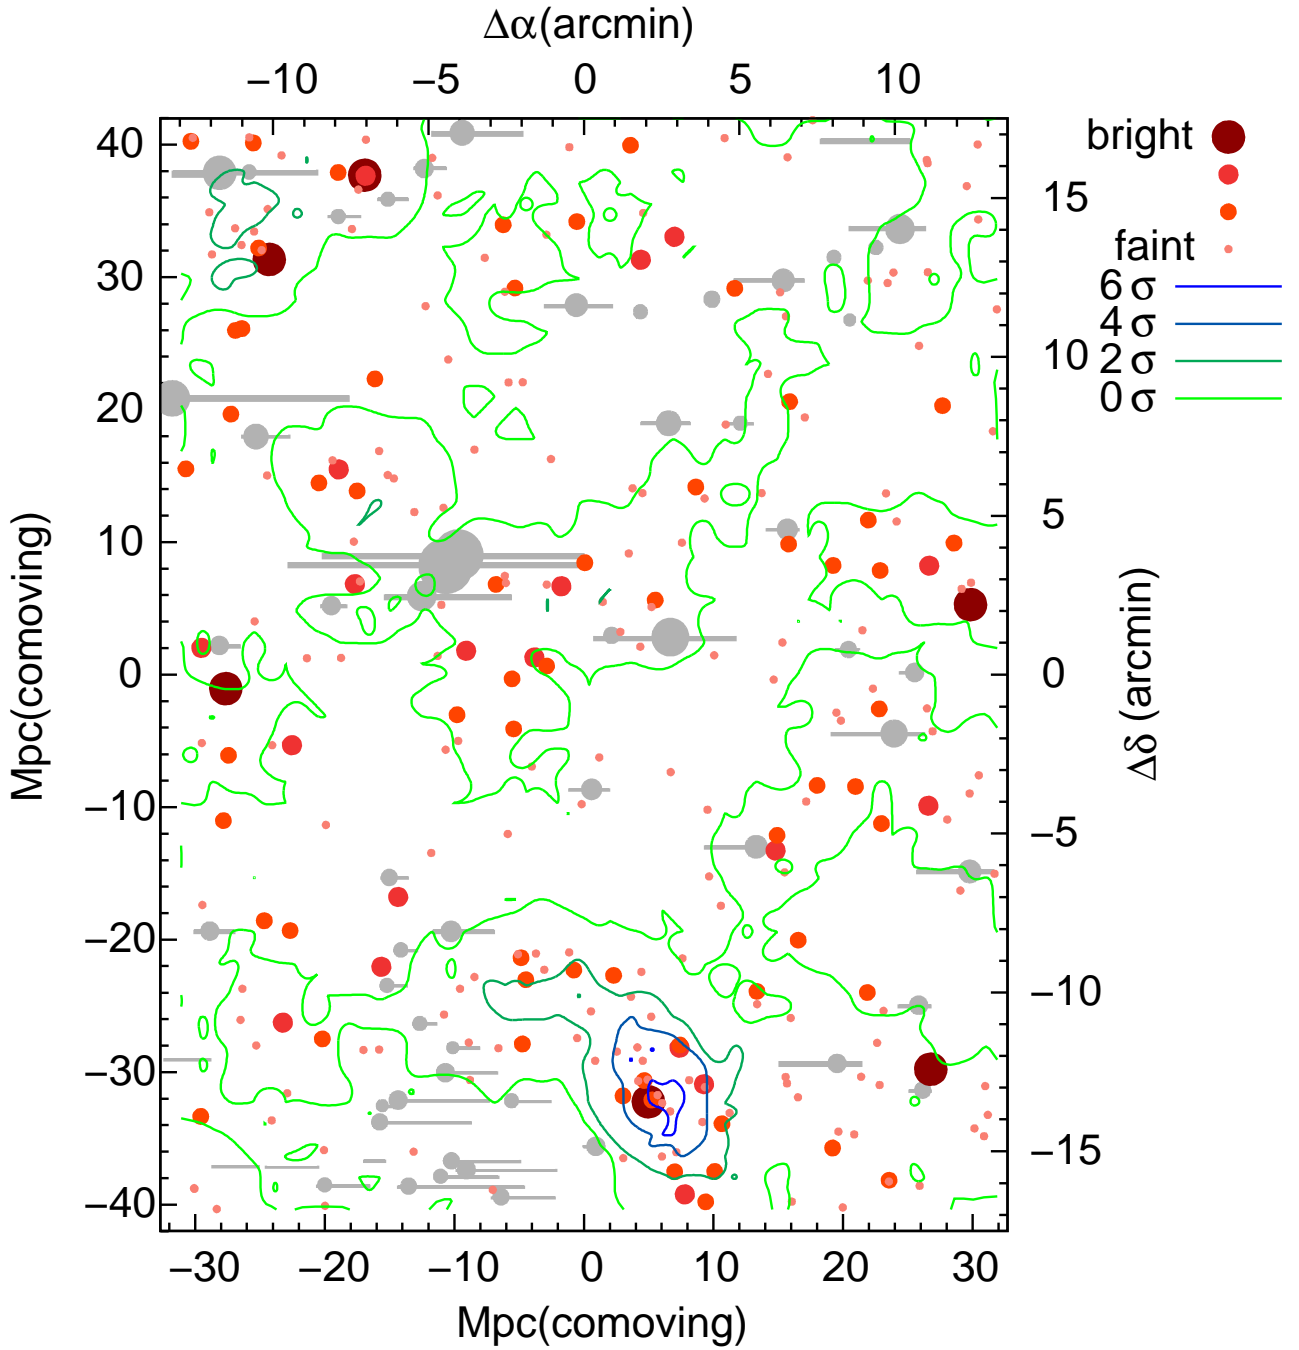 Δα(arcmin)
−10 −5 0 5 10
40
30
20
10
0
−10
−20
−30
−40
Mpc(comoving)
−30 −20 −10 0 10 20 30
Mpc(comoving)
15
10
5
0
−5
−10
−15
Δδ (arcmin)
bright
faint
6 σ
4 σ
2 σ
0 σ